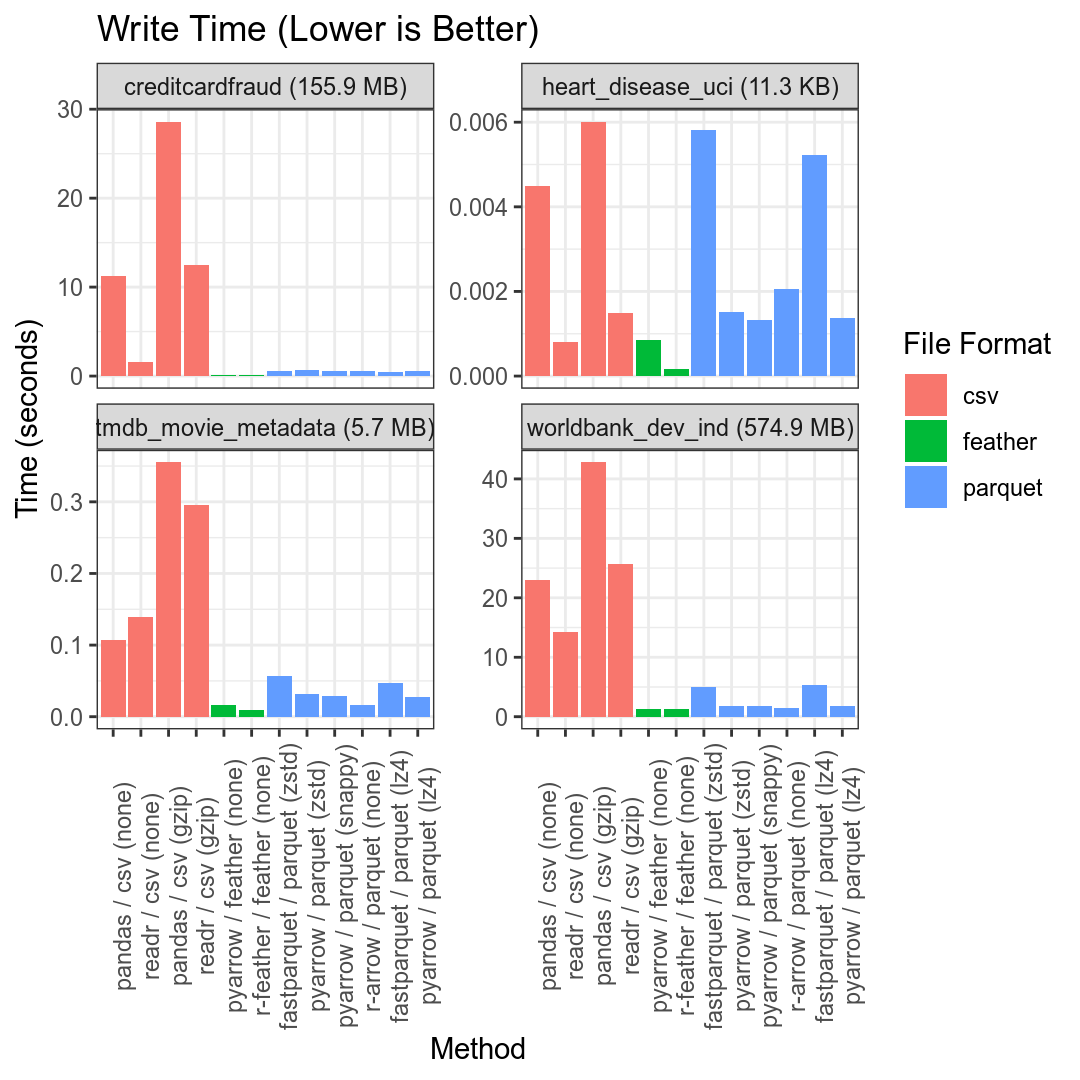 Write Time (Lower is Better)
creditcardfraud (155.9 MB)
heart_disease_uci (11.3 KB)
30
20
10
0
0.006
0.004
0.002
0.000
tmdb_movie_metadata (5.7 MB)
worldbank_dev_ind (574.9 MB)
0.3
0.2
0.1
0.0
40
30
20
10
0
Time (seconds)
pandas / csv (none)
readr / csv (none)
pandas / csv (gzip)
readr / csv (gzip)
pyarrow / feather (none)
r-feather / feather (none)
fastparquet / parquet (zstd)
pyarrow / parquet (zstd)
pyarrow / parquet (snappy)
r-arrow / parquet (none)
fastparquet / parquet (lz4)
pyarrow / parquet (lz4)
pandas / csv (none)
readr / csv (none)
pandas / csv (gzip)
readr / csv (gzip)
pyarrow / feather (none)
r-feather / feather (none)
fastparquet / parquet (zstd)
pyarrow / parquet (zstd)
pyarrow / parquet (snappy)
r-arrow / parquet (none)
fastparquet / parquet (lz4)
pyarrow / parquet (lz4)
Method
File Format
csv
feather
parquet